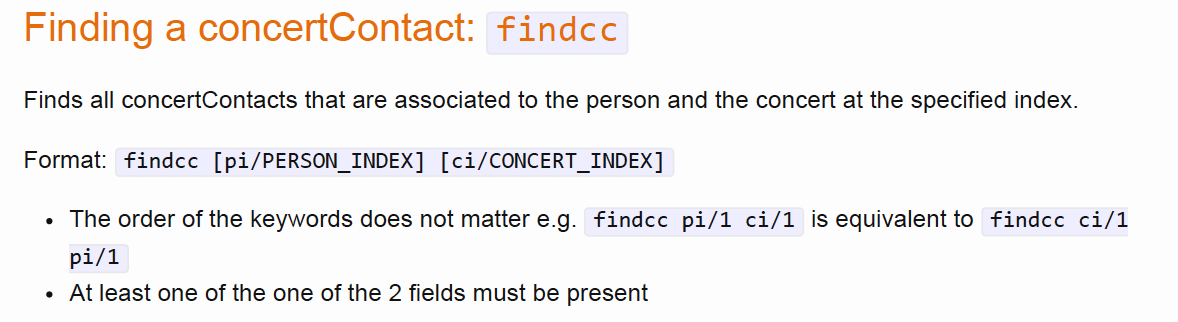 Finding a concertContact: findcc
Finds all concertContacts that are associated to the person and the concert at the specified index.
Format: findcc [pi/PERSON_INDEX] [ci/CONCERT_INDEX]
• The order of the keywords does not matter e.g. findcc pi/1 ci/1 is equivalent to findcc ci/1
pi/1
• At least one of the one of the 2 fields must be present